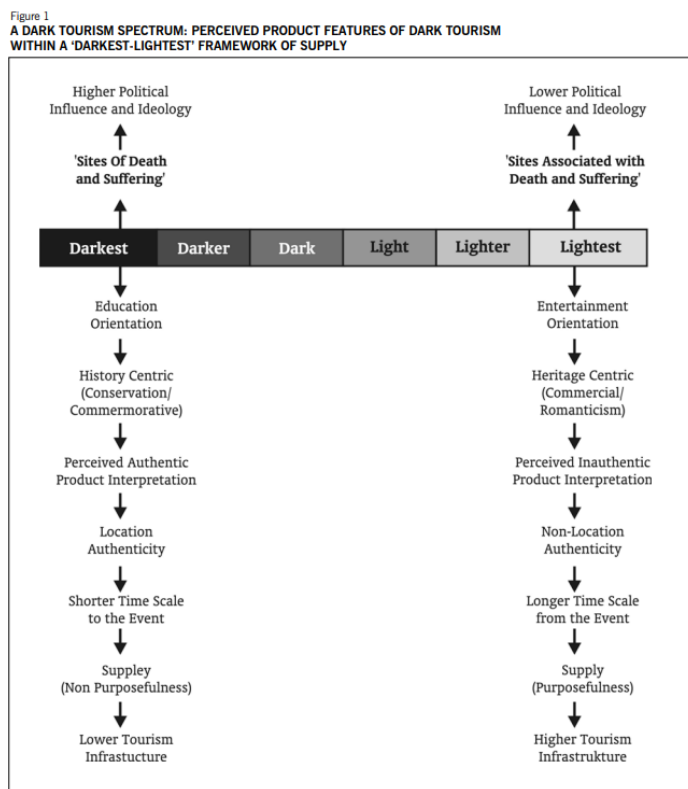 Figure 1
A DARK TOURISM SPECTRUM: PERCEIVED PRODUCT FEATURES OF DARK TOURISM
WITHIN A ‘DARKEST-LIGHTEST’ FRAMEWORK OF SUPPLY
Higher Political
Influence and Ideology
Lower Political
Influence and Ideology
'Sites Of Death
and Suffering'
'Sites Associated with
Death and Suffering'
Darkest
Darker
Dark
Light
Lighter
Lightest
Education
Orientation
Entertainment
Orientation
History Centric
(Conservation/
Commermorative)
Heritage Centric
(Commercial/
Romanticism)
Perceived Authentic
Product Interpretation
Perceived Inauthentic
Product Interpretation
Location
Authenticity
Non-Location
Authenticity
Shorter Time Scale
to the Event
Longer Time Scale
from the Event
Suppley
(Non Purposefulness)
Supply
(Purposefulness)
Lower Tourism
Infrastucture
Higher Tourism
Infrastrukture